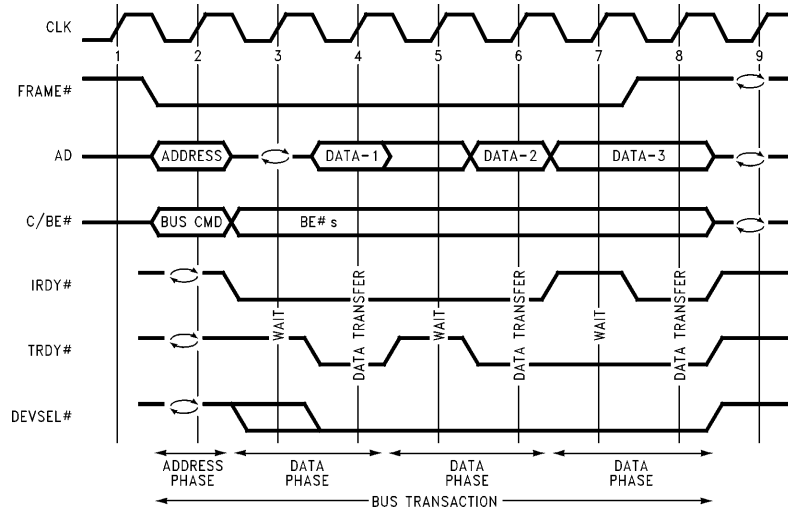 CLK
1 2 3 4 5 6 7 8 9
FRAME#
AD
ADDRESS
DATA-1
DATA-2
DATA-3
C/BE#
BUS CMD
BE# s
IRDY#
TRDY#
WAIT
DATA TRANSFER
WAIT
DATA TRANSFER
WAIT
DATA TRANSFER
DEVSEL#
ADDRESS
PHASE
DATA
PHASE
DATA
PHASE
DATA
PHASE
BUS TRANSACTION